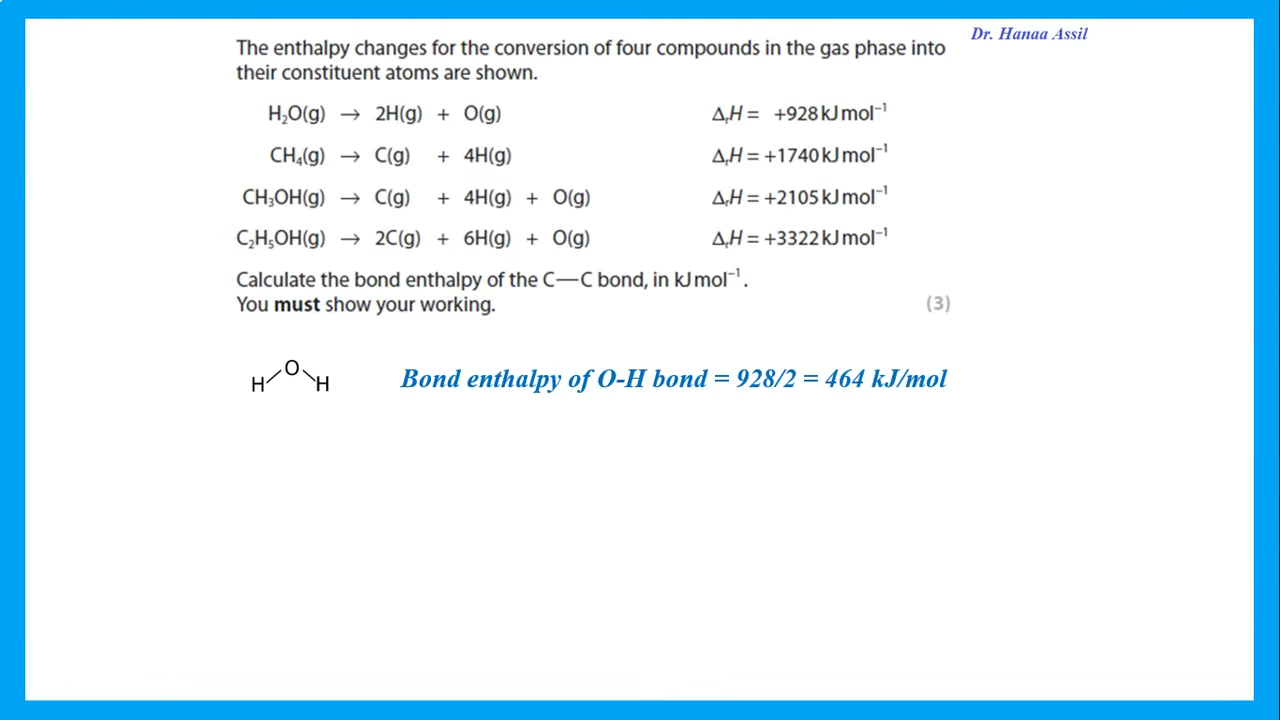 Dr. Hanaa Assil
The enthalpy changes for the conversion of four compounds in the gas phase into
their constituent atoms are shown.
H₂O(g) → 2H(g) + O(g) ΔᵣH = +928 kJ mol⁻¹
CH₄(g) → C(g) + 4H(g) ΔᵣH = +1740 kJ mol⁻¹
CH₃OH(g) → C(g) + 4H(g) + O(g) ΔᵣH = +2105 kJ mol⁻¹
C₂H₅OH(g) → 2C(g) + 6H(g) + O(g) ΔᵣH = +3322 kJ mol⁻¹
Calculate the bond enthalpy of the C—C bond, in kJ mol⁻¹.
You must show your working. (3)
H O H Bond enthalpy of O-H bond = 928/2 = 464 kJ/mol